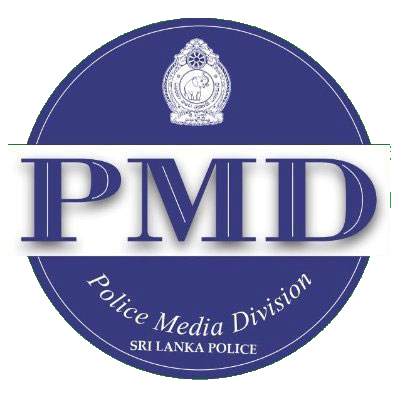 PMD
Police Media Division
SRI LANKA POLICE